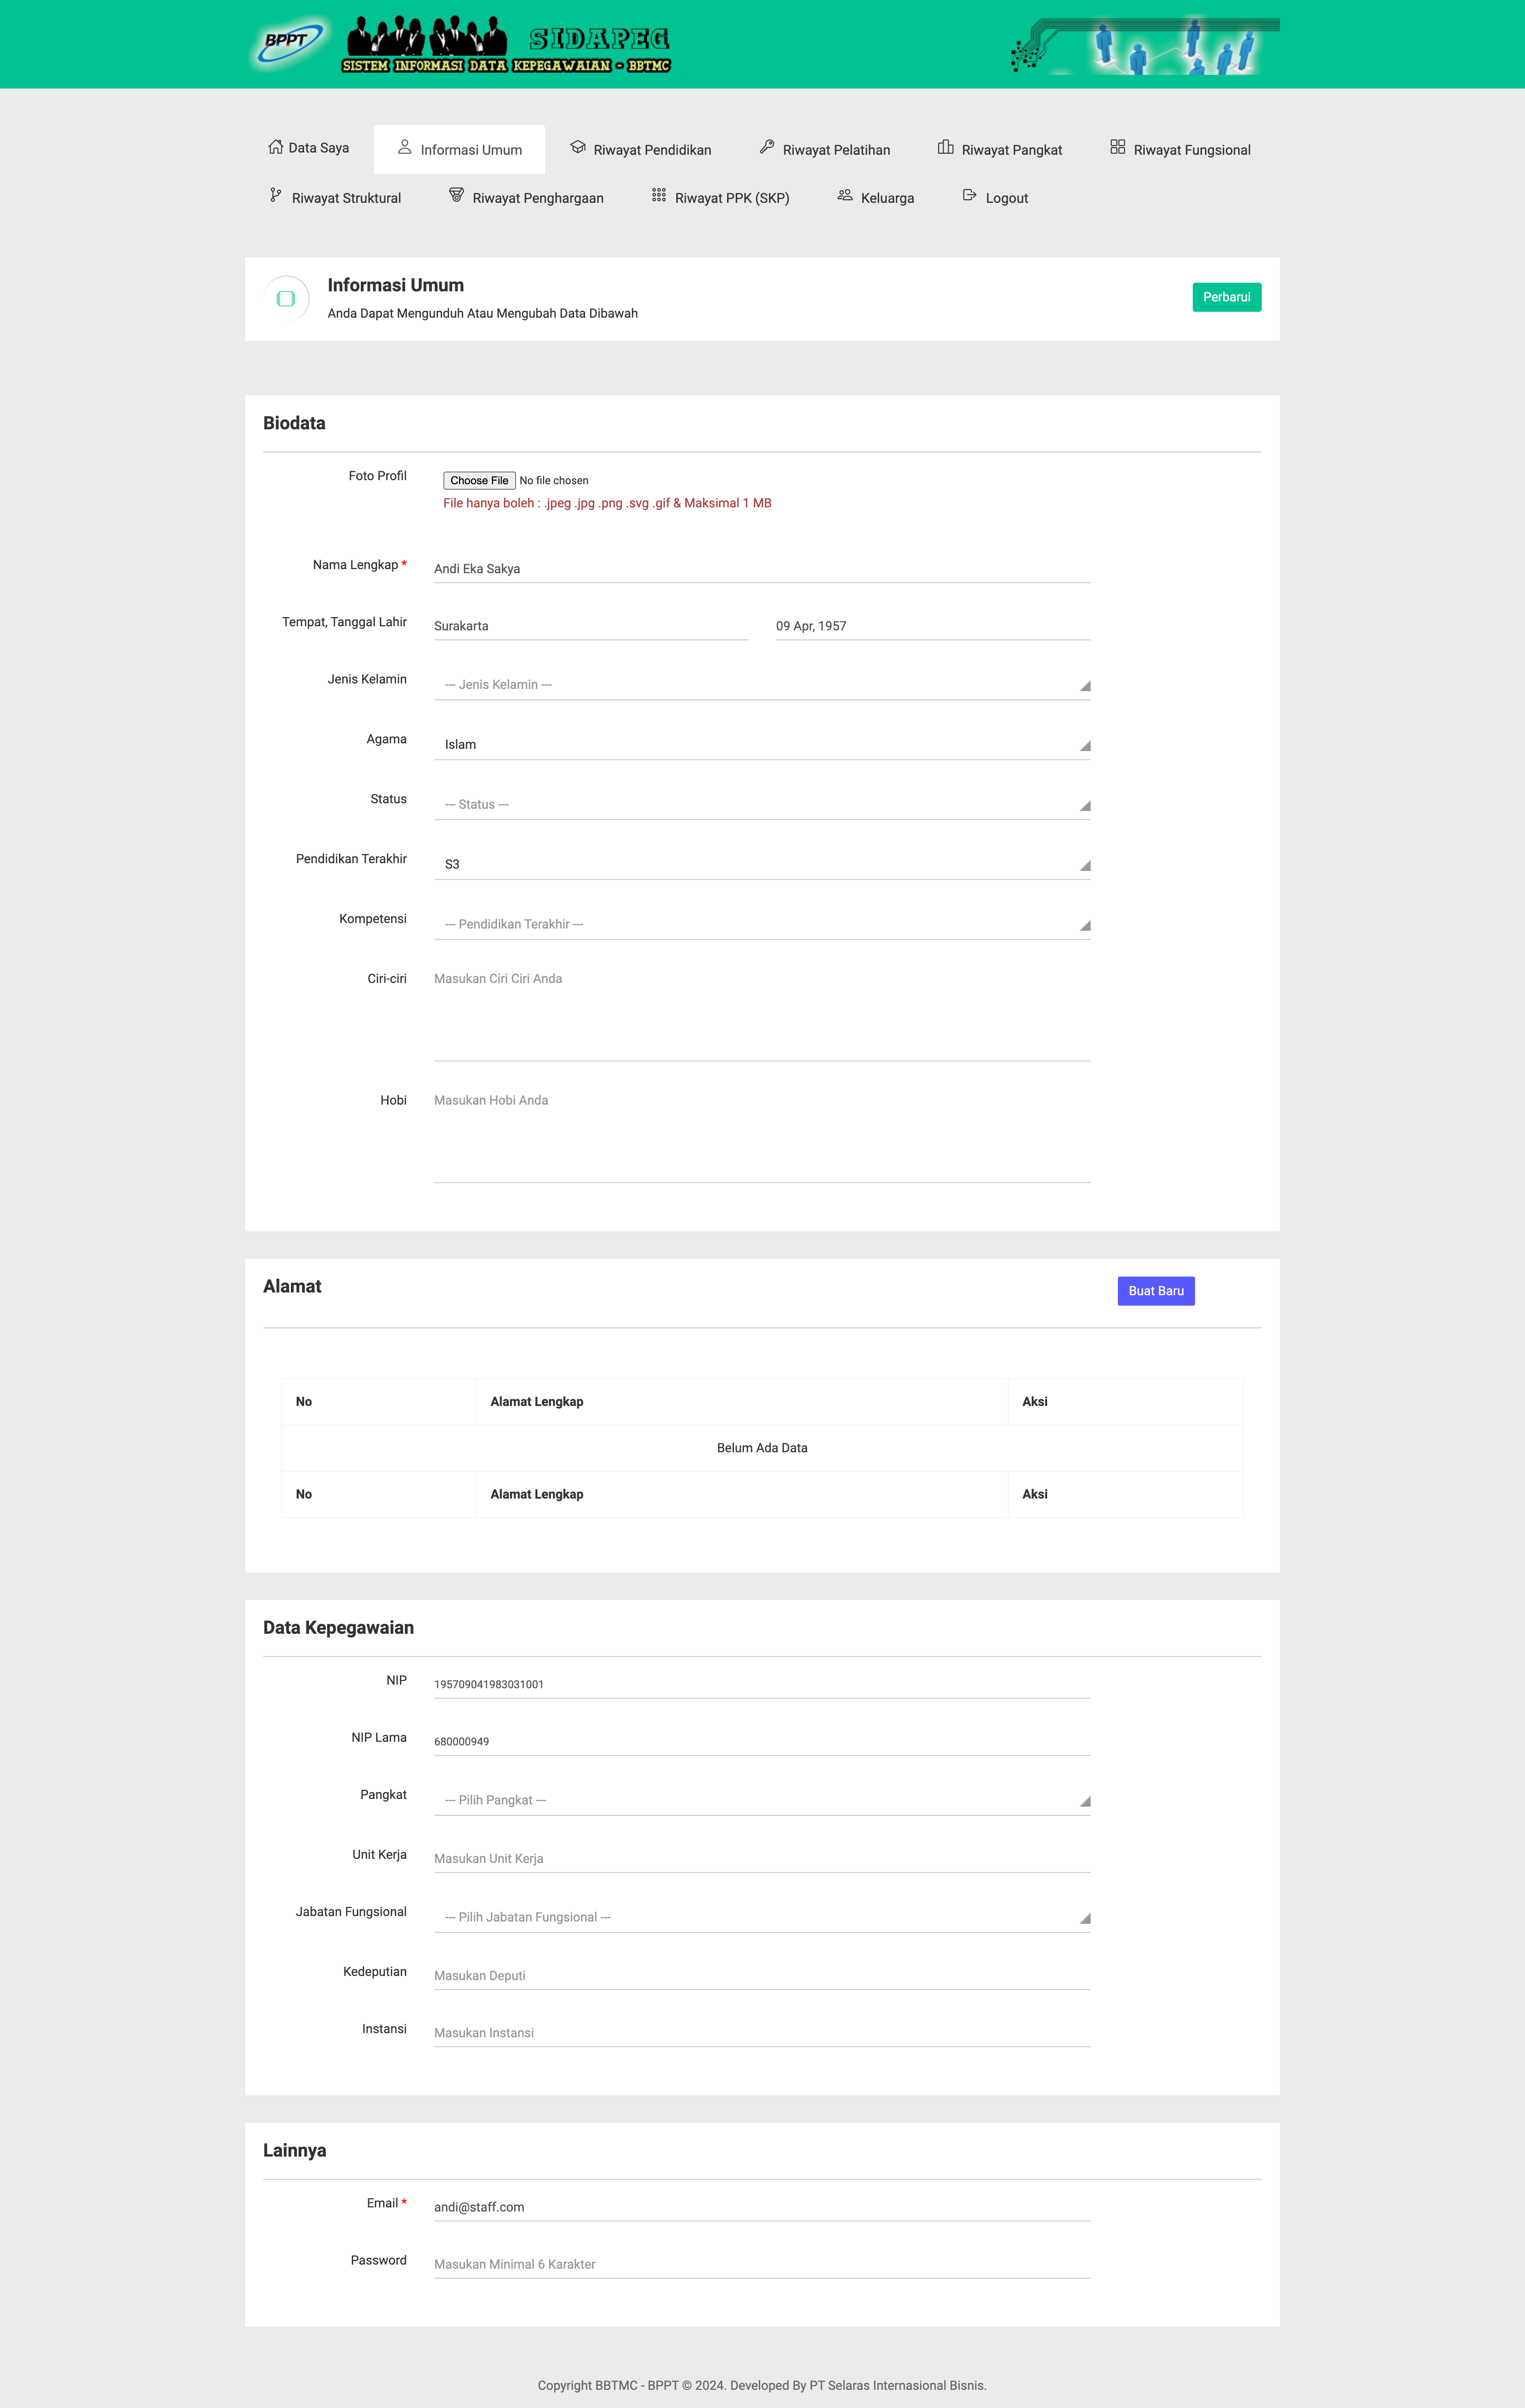 BPPT
SIDAPEG
SISTEM INFORMASI DATA KEPEGAWAIAN - BBTMC
Data Saya
Informasi Umum
Riwayat Pendidikan
Riwayat Pelatihan
Riwayat Pangkat
Riwayat Fungsional
Riwayat Struktural
Riwayat Penghargaan
Riwayat PPK (SKP)
Keluarga
Logout
Informasi Umum
Anda Dapat Mengunduh Atau Mengubah Data Dibawah
Perbarui
Biodata
Foto Profil
Choose File No file chosen
File hanya boleh : .jpeg .jpg .png .svg .gif & Maksimal 1 MB
Nama Lengkap *
Andi Eka Sakya
Tempat, Tanggal Lahir
Surakarta
09 Apr, 1957
Jenis Kelamin
--- Jenis Kelamin ---
Agama
Islam
Status
--- Status ---
Pendidikan Terakhir
S3
Kompetensi
--- Pendidikan Terakhir ---
Ciri-ciri
Masukan Ciri Ciri Anda
Hobi
Masukan Hobi Anda
Alamat
Buat Baru
No Alamat Lengkap Aksi
Belum Ada Data
No Alamat Lengkap Aksi
Data Kepegawaian
NIP
195709041983031001
NIP Lama
680000949
Pangkat
--- Pilih Pangkat ---
Unit Kerja
Masukan Unit Kerja
Jabatan Fungsional
--- Pilih Jabatan Fungsional ---
Kedeputian
Masukan Deputi
Instansi
Masukan Instansi
Lainnya
Email *
andi@staff.com
Password
Masukan Minimal 6 Karakter
Copyright BBTMC - BPPT © 2024. Developed By PT Selaras Internasional Bisnis.